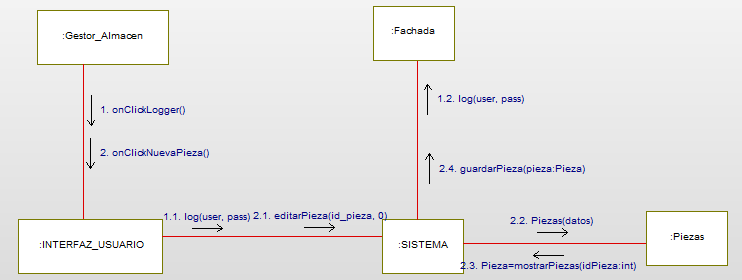 :Gestor_Almacen
:Fachada
1. onClickLogger()
1.2. log(user, pass)
2. onClickNuevaPieza()
2.4. guardarPieza(pieza:Pieza)
1.1. log(user, pass)
2.1. editarPieza(id_pieza, 0)
2.2. Piezas(datos)
:INTERFAZ_USUARIO
:SISTEMA
:Piezas
2.3. Pieza=mostrarPiezas(idPieza:int)